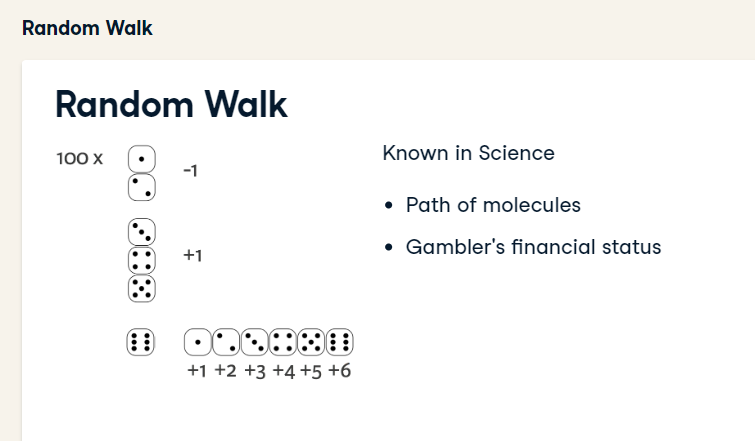 Random Walk
Random Walk
100 x
-1
+1
+1 +2 +3 +4 +5 +6
Known in Science
• Path of molecules
• Gambler's financial status